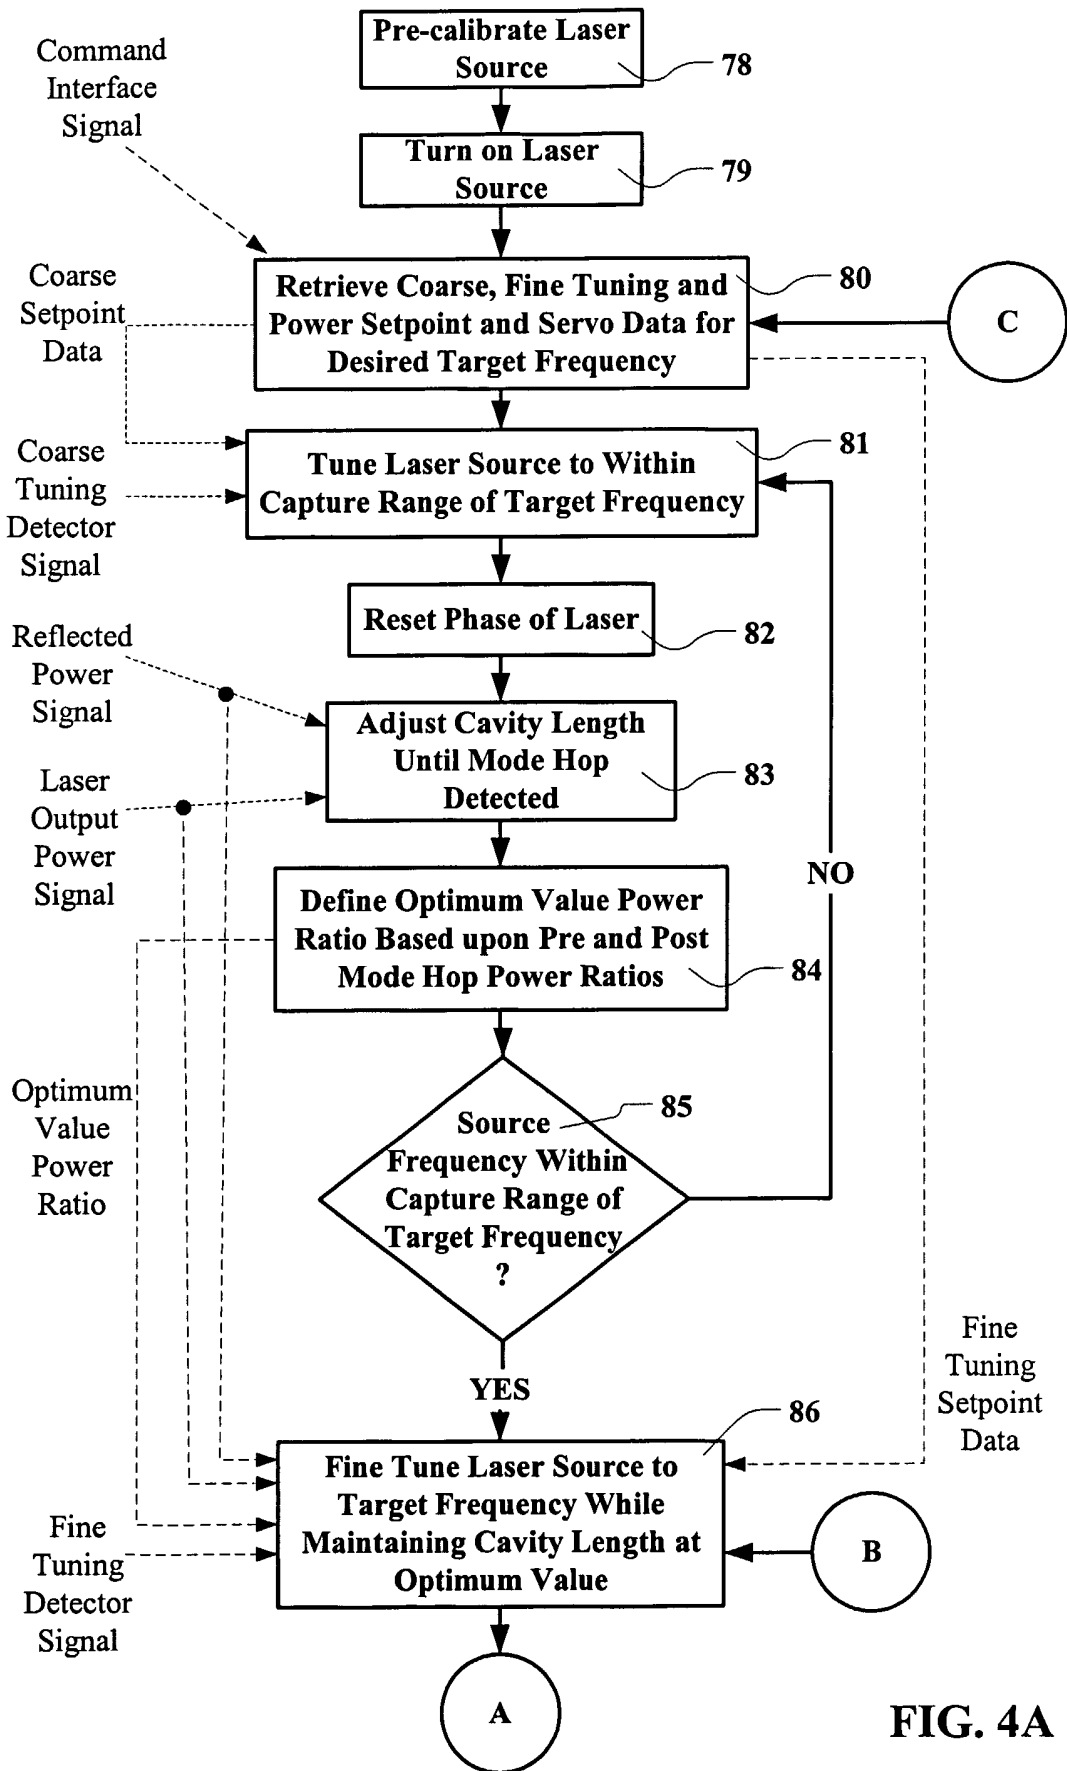 Pre-calibrate Laser
Source
78
Command
Interface
Signal
Turn on Laser
Source
79
Retrieve Coarse, Fine Tuning and
Power Setpoint and Servo Data for
Desired Target Frequency
80
C
Coarse
Setpoint
Data
Tune Laser Source to Within
Capture Range of Target Frequency
81
Coarse
Tuning
Detector
Signal
Reset Phase of Laser
82
Reflected
Power
Signal
Adjust Cavity Length
Until Mode Hop
Detected
83
Laser
Output
Power
Signal
NO
Define Optimum Value Power
Ratio Based upon Pre and Post
Mode Hop Power Ratios
84
Optimum
Value
Power
Ratio
Source
Frequency Within
Capture Range of
Target Frequency
?
85
YES
Fine
Tuning
Setpoint
Data
86
Fine Tune Laser Source to
Target Frequency While
Maintaining Cavity Length at
Optimum Value
B
Fine
Tuning
Detector
Signal
A
FIG. 4A